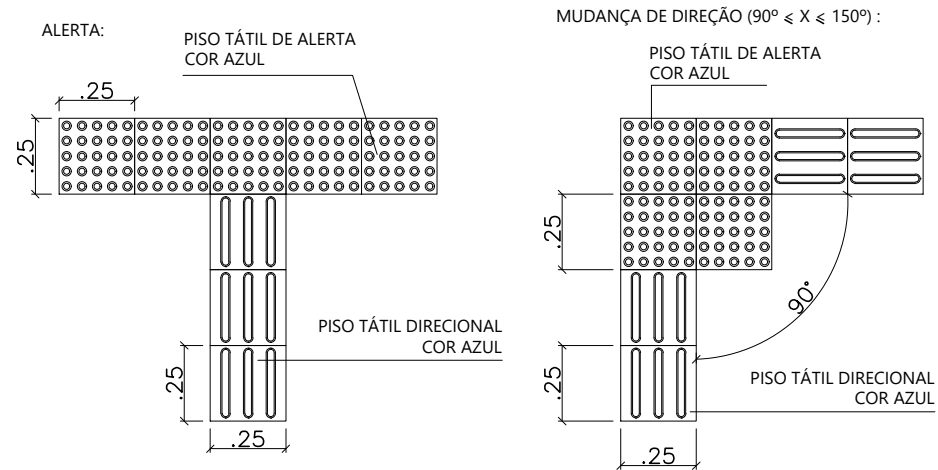 ALERTA:
PISO TÁTIL DE ALERTA
COR AZUL
.25
.25
PISO TÁTIL DIRECIONAL
COR AZUL
.25
.25
MUDANÇA DE DIREÇÃO (90º ⩽ X ⩽ 150º) :
PISO TÁTIL DE ALERTA
COR AZUL
.25
90°
PISO TÁTIL DIRECIONAL
COR AZUL
.25
.25